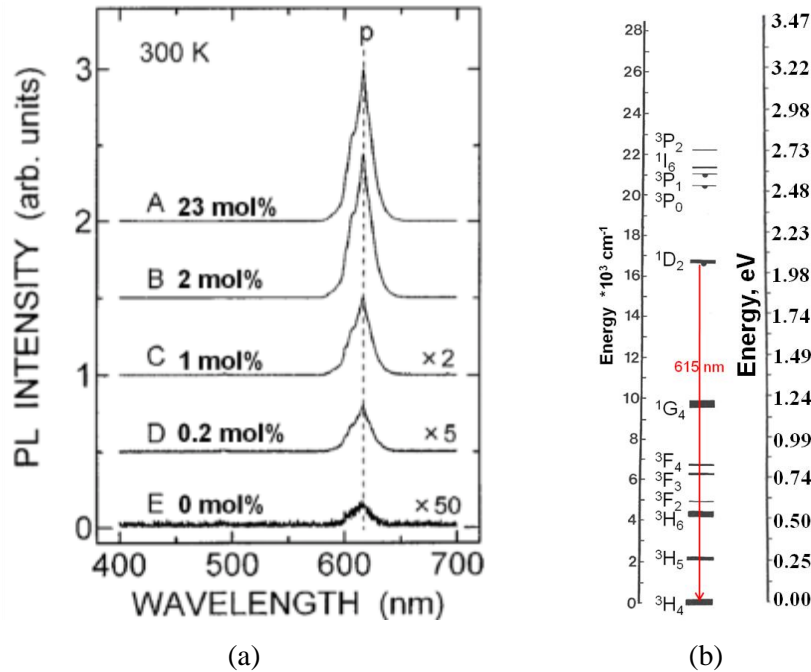 300 K
p
PL INTENSITY (arb. units)
3
2
1
0
A 23 mol%
B 2 mol%
C 1 mol% ×2
D 0.2 mol% ×5
E 0 mol% ×50
400 500 600 700
WAVELENGTH (nm)
(a)
Energy *10³ cm⁻¹
28
26
24
22
20
18
16
14
12
10
8
6
4
2
0
³P₂
¹I₆
³P₁
³P₀
¹D₂
615 nm
¹G₄
³F₄
³F₃
³F₂
³H₆
³H₅
³H₄
Energy, eV
3.47
3.22
2.98
2.73
2.48
2.23
2.08
1.74
1.49
1.24
0.99
0.74
0.50
0.25
0.00
(b)